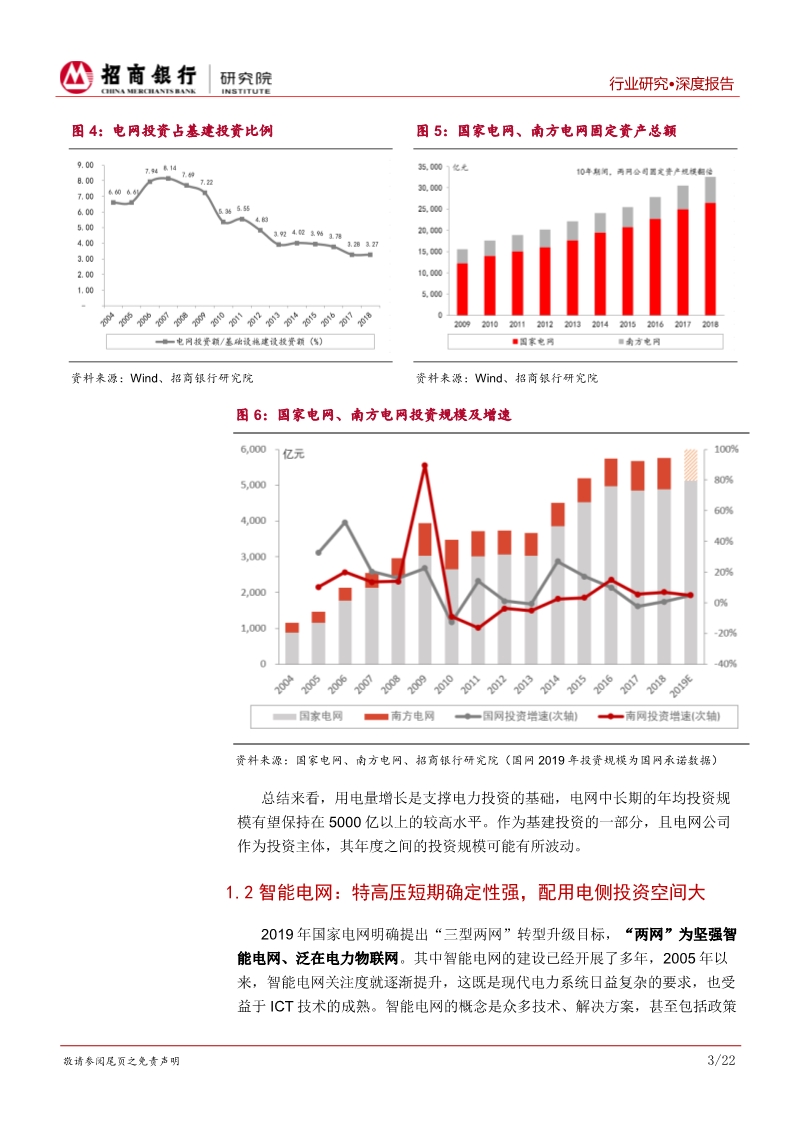 招商银行
CHINA MERCHANTS BANK
研究院
INSTITUTE
行业研究•深度报告
图 4：电网投资占基建投资比例
9.00
8.00
7.00
6.00
5.00
4.00
3.00
2.00
1.00
–
6.60 6.61 7.94 8.14 7.69 7.22 5.36 5.55 4.83 3.92 4.02 3.96 3.78 3.28 3.27
2004 2005 2006 2007 2008 2009 2010 2011 2012 2013 2014 2015 2016 2017 2018
电网投资额/基础设施建设投资额（%）
资料来源：Wind、招商银行研究院
图 5：国家电网、南方电网固定资产总额
亿元
10年期间，两网公司固定资产规模翻倍
35,000
30,000
25,000
20,000
15,000
10,000
5,000
0
2009 2010 2011 2012 2013 2014 2015 2016 2017 2018
国家电网 南方电网
资料来源：Wind、招商银行研究院
图 6：国家电网、南方电网投资规模及增速
亿元
6,000
5,000
4,000
3,000
2,000
1,000
0
100%
80%
60%
40%
20%
0%
-20%
-40%
2004 2005 2006 2007 2008 2009 2010 2011 2012 2013 2014 2015 2016 2017 2018 2019E
国家电网 南方电网 国网投资增速(次轴) 南网投资增速(次轴)
资料来源：国家电网、南方电网、招商银行研究院（国网 2019 年投资规模为国网承诺数据）
总结来看，用电量增长是支撑电力投资的基础，电网中长期的年均投资规
模有望保持在 5000 亿以上的较高水平。作为基建投资的一部分，且电网公司
作为投资主体，其年度之间的投资规模可能有所波动。
1.2 智能电网：特高压短期确定性强，配用电侧投资空间大
2019 年国家电网明确提出“三型两网”转型升级目标，“两网”为坚强智
能电网、泛在电力物联网。其中智能电网的建设已经开展了多年，2005 年以
来，智能电网关注度就逐渐提升，这既是现代电力系统日益复杂的要求，也受
益于 ICT 技术的成熟。智能电网的概念是众多技术、解决方案，甚至包括政策
敬请参阅尾页之免责声明
3/22